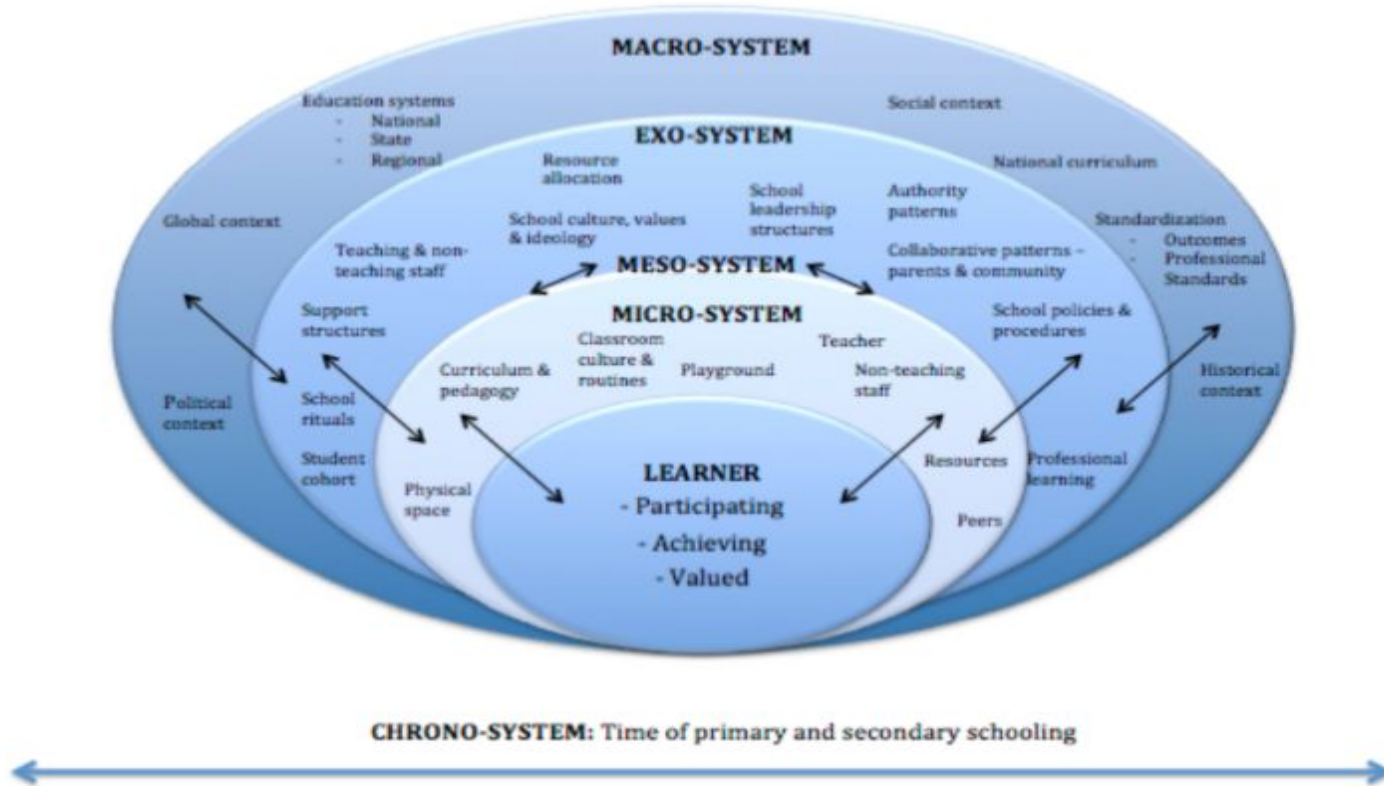 MACRO-SYSTEM
Education systems
- National
- State
- Regional
Social context
EXO-SYSTEM
Resource
allocation
National curriculum
School
leadership
structures
Authority
patterns
Global context
School culture, values
& ideology
Standardization
- Outcomes
- Professional
Standards
Teaching & non-
teaching staff
Collaborative patterns –
parents & community
MESO-SYSTEM
Support
structures
MICRO-SYSTEM
School policies &
procedures
Classroom
culture &
routines
Teacher
Curriculum &
pedagogy
Playground
Non-teaching
staff
Historical
context
Political
context
School
rituals
Student
cohort
LEARNER
- Participating
- Achieving
- Valued
Resources
Professional
learning
Physical
space
Peers
CHRONO-SYSTEM: Time of primary and secondary schooling